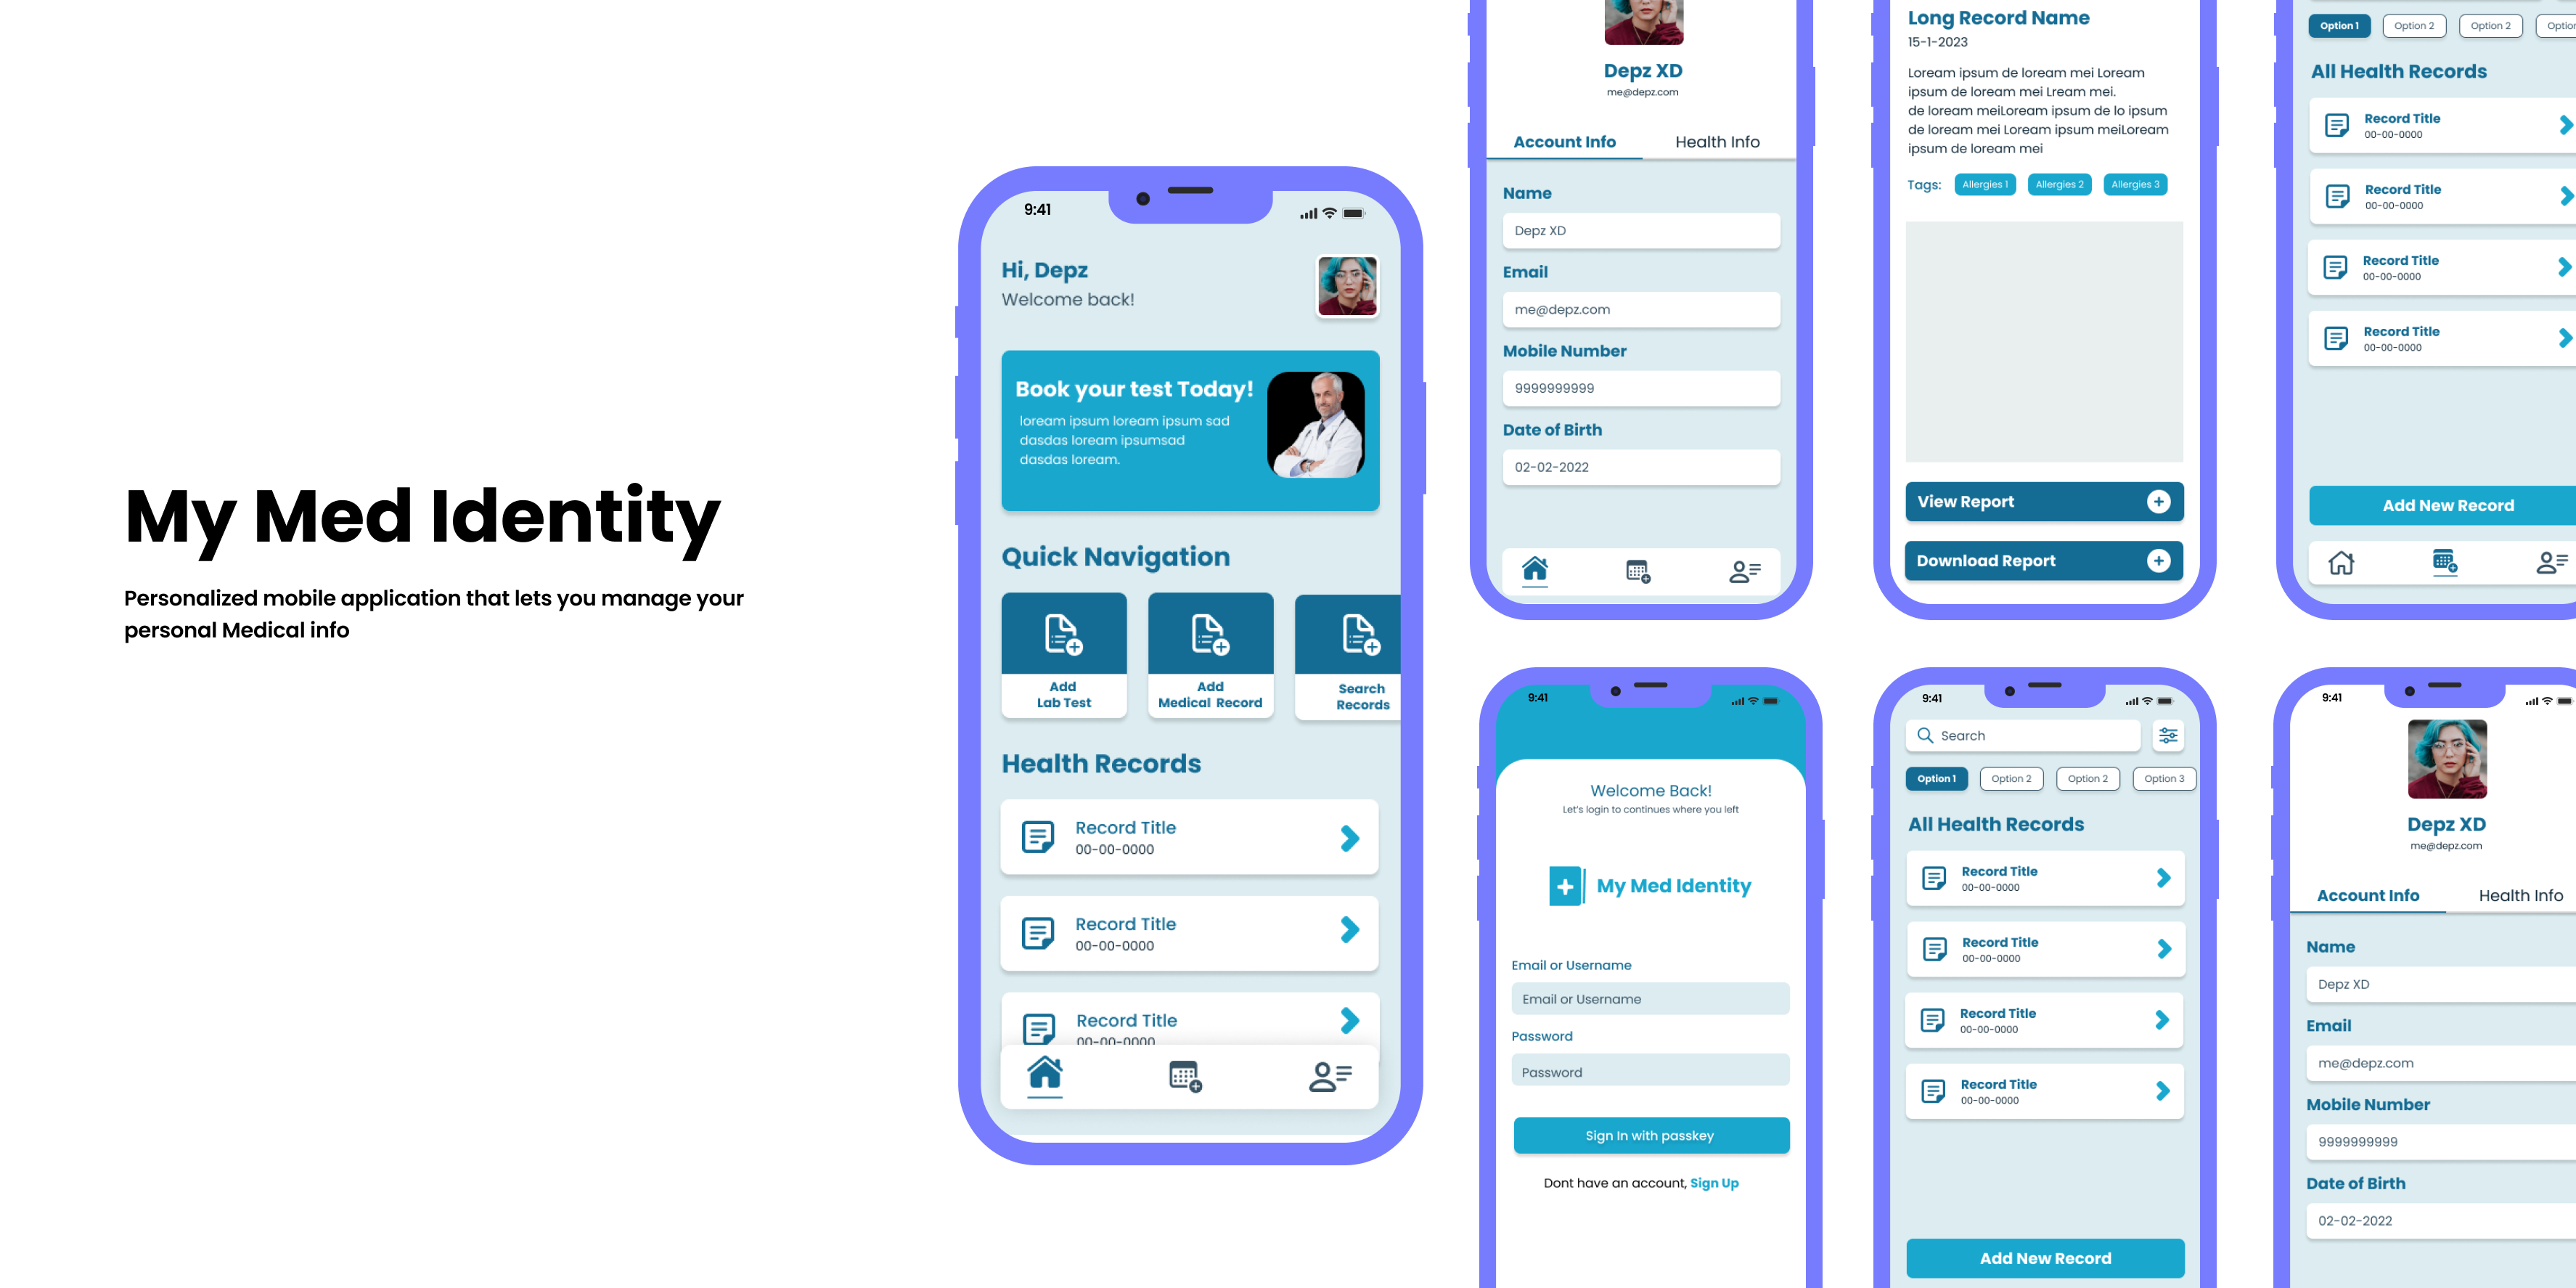 My Med Identity
Personalized mobile application that lets you manage your
personal Medical info
9:41
Hi, Depz
Welcome back!
Book your test Today!
loream ipsum loream ipsum sad
dasdas loream ipsumsad
dasdas loream.
Quick Navigation
Add
Lab Test
Add
Medical Record
Search
Records
Health Records
Record Title
00-00-0000
Record Title
00-00-0000
Record Title
00-00-0000
Depz XD
me@depz.com
Account Info
Health Info
Name
Depz XD
Email
me@depz.com
Mobile Number
9999999999
Date of Birth
02-02-2022
Long Record Name
15-1-2023
Loream ipsum de loream mei Loream
ipsum de loream mei Lream mei.
de loream meiLoream ipsum de lo ipsum
de loream mei Loream ipsum meiLoream
ipsum de loream mei
Tags:
Allergies 1
Allergies 2
Allergies 3
View Report
Download Report
Option 1
Option 2
Option 2
All Health Records
Record Title
00-00-0000
Record Title
00-00-0000
Record Title
00-00-0000
Record Title
00-00-0000
Add New Record
9:41
Welcome Back!
Let's login to continues where you left
My Med Identity
Email or Username
Email or Username
Password
Password
Sign In with passkey
Dont have an account, Sign Up
9:41
Search
Option 1
Option 2
Option 2
Option 3
All Health Records
Record Title
00-00-0000
Record Title
00-00-0000
Record Title
00-00-0000
Record Title
00-00-0000
Add New Record
9:41
Depz XD
me@depz.com
Account Info
Health Info
Name
Depz XD
Email
me@depz.com
Mobile Number
9999999999
Date of Birth
02-02-2022